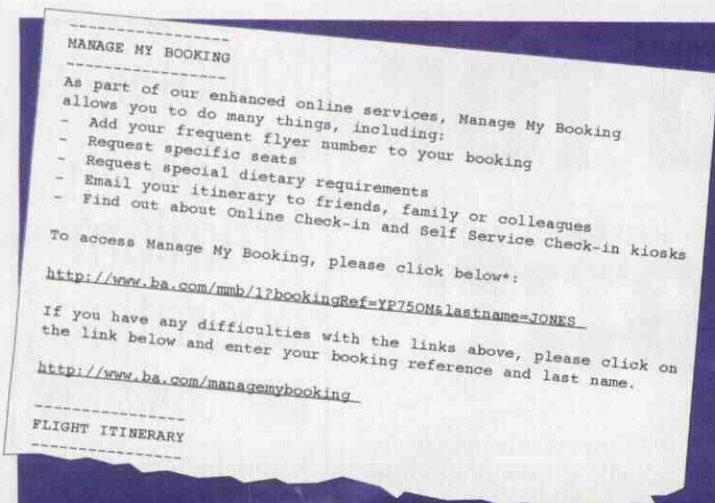 -----------------
MANAGE MY BOOKING
-----------------
As part of our enhanced online services, Manage My Booking
allows you to do many things, including:
- Add your frequent flyer number to your booking
- Request specific seats
- Request special dietary requirements
- Email your itinerary to friends, family or colleagues
- Find out about Online Check-in and Self Service Check-in kiosks
To access Manage My Booking, please click below*:
http://www.ba.com/mmb/1?bookingRef=YP75OM&lastname=JONES
If you have any difficulties with the links above, please click on
the link below and enter your booking reference and last name.
http://www.ba.com/managemybooking
----------------
FLIGHT ITINERARY
----------------